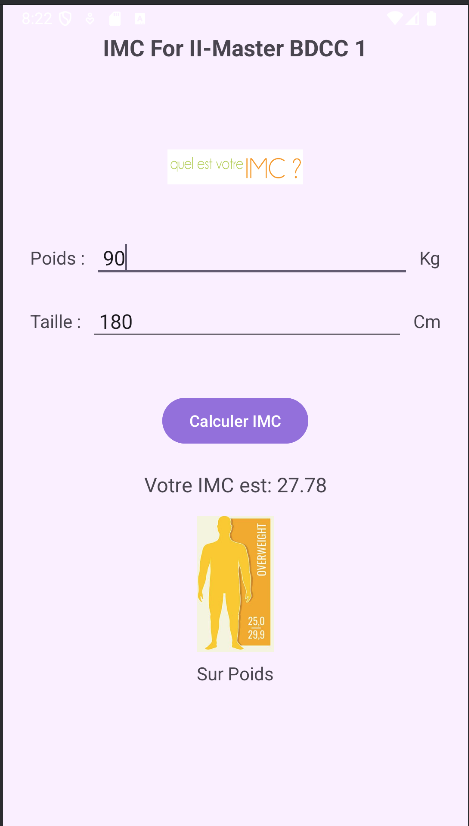 8:22
IMC For II-Master BDCC 1
quel est votre IMC ?
Poids : 90 Kg
Taille : 180 Cm
Calculer IMC
Votre IMC est: 27.78
OVERWEIGHT
25,0
29,9
Sur Poids